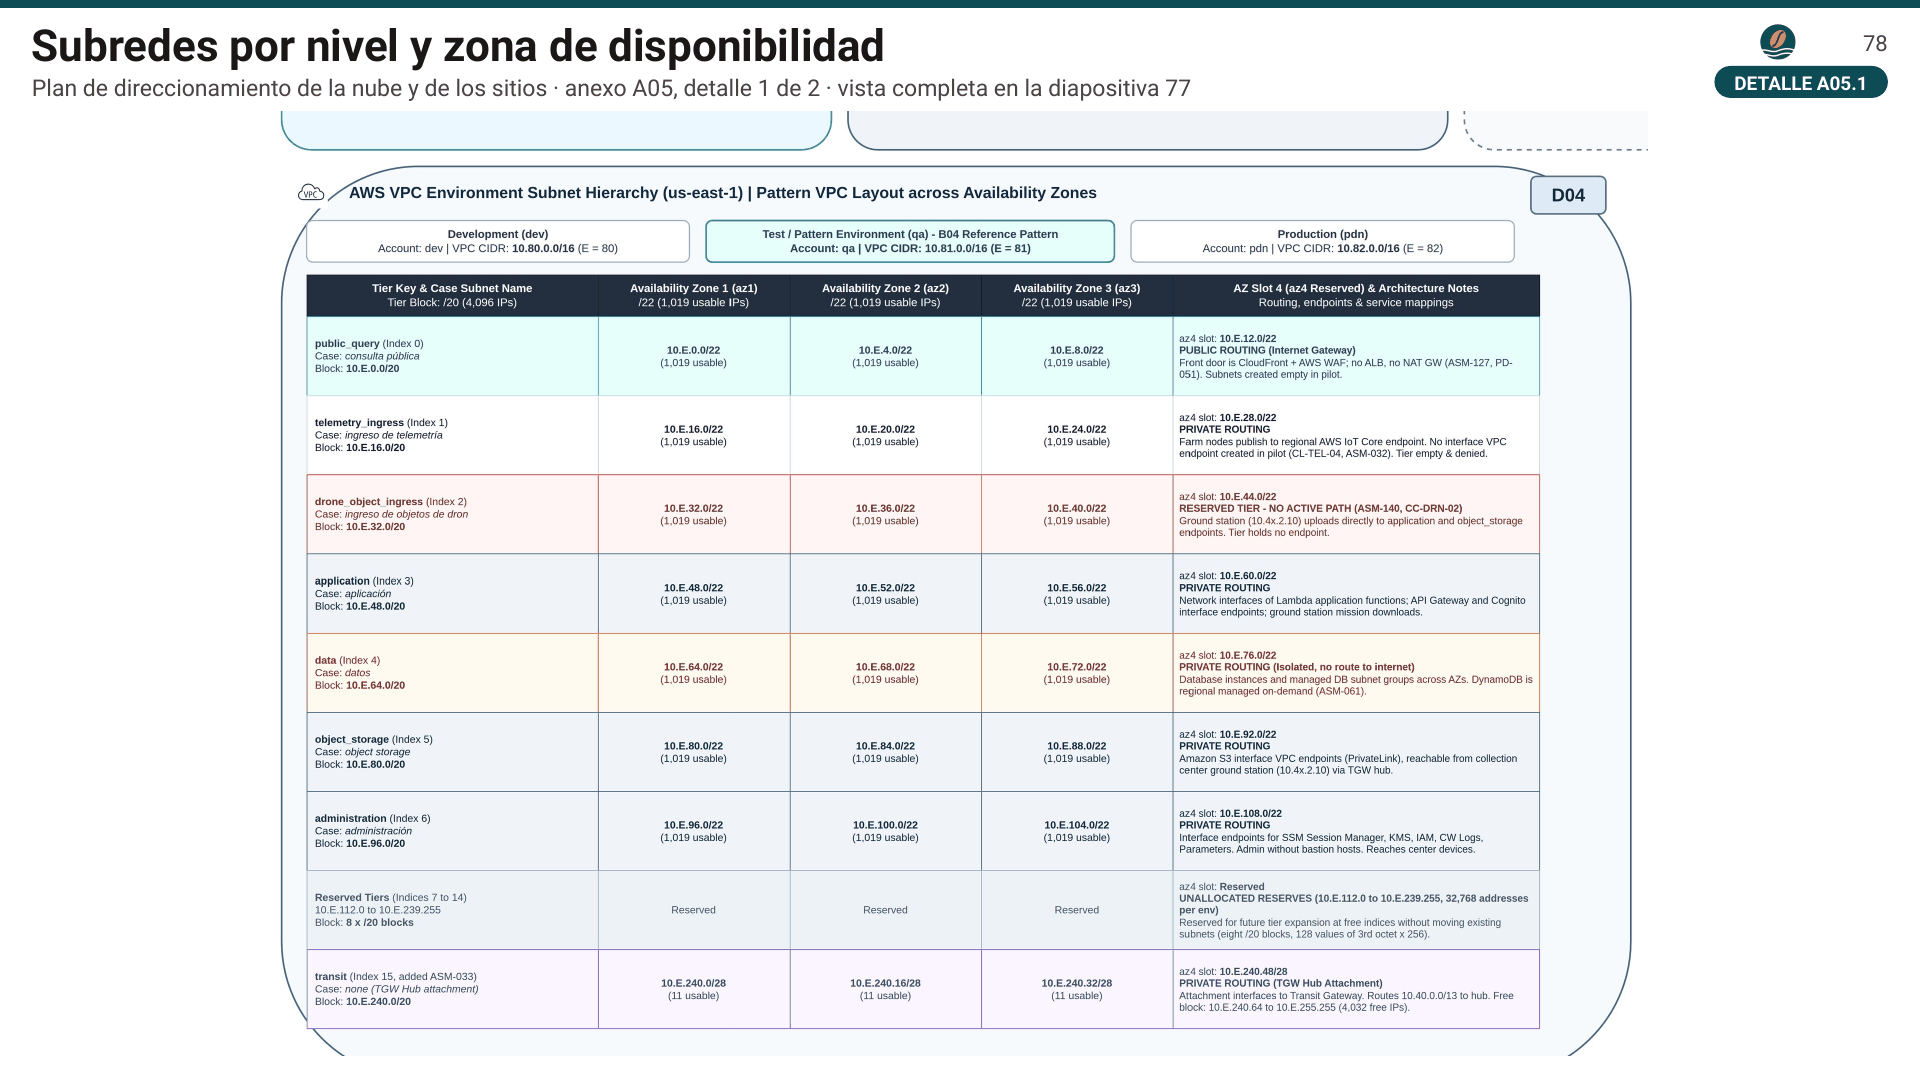 Subredes por nivel y zona de disponibilidad
78
Plan de direccionamiento de la nube y de los sitios · anexo A05, detalle 1 de 2 · vista completa en la diapositiva 77
DETALLE A05.1
VPC
AWS VPC Environment Subnet Hierarchy (us-east-1) | Pattern VPC Layout across Availability Zones
D04
Development (dev)
Account: dev | VPC CIDR: 10.80.0.0/16 (E = 80)
Test / Pattern Environment (qa) - B04 Reference Pattern
Account: qa | VPC CIDR: 10.81.0.0/16 (E = 81)
Production (pdn)
Account: pdn | VPC CIDR: 10.82.0.0/16 (E = 82)
Tier Key & Case Subnet Name
Tier Block: /20 (4,096 IPs)
Availability Zone 1 (az1)
/22 (1,019 usable IPs)
Availability Zone 2 (az2)
/22 (1,019 usable IPs)
Availability Zone 3 (az3)
/22 (1,019 usable IPs)
AZ Slot 4 (az4 Reserved) & Architecture Notes
Routing, endpoints & service mappings
public_query (Index 0)
Case: consulta pública
Block: 10.E.0.0/20
10.E.0.0/22
(1,019 usable)
10.E.4.0/22
(1,019 usable)
10.E.8.0/22
(1,019 usable)
az4 slot: 10.E.12.0/22
PUBLIC ROUTING (Internet Gateway)
Front door is CloudFront + AWS WAF; no ALB, no NAT GW (ASM-127, PD-
051). Subnets created empty in pilot.
telemetry_ingress (Index 1)
Case: ingreso de telemetría
Block: 10.E.16.0/20
10.E.16.0/22
(1,019 usable)
10.E.20.0/22
(1,019 usable)
10.E.24.0/22
(1,019 usable)
az4 slot: 10.E.28.0/22
PRIVATE ROUTING
Farm nodes publish to regional AWS IoT Core endpoint. No interface VPC
endpoint created in pilot (CL-TEL-04, ASM-032). Tier empty & denied.
drone_object_ingress (Index 2)
Case: ingreso de objetos de dron
Block: 10.E.32.0/20
10.E.32.0/22
(1,019 usable)
10.E.36.0/22
(1,019 usable)
10.E.40.0/22
(1,019 usable)
az4 slot: 10.E.44.0/22
RESERVED TIER - NO ACTIVE PATH (ASM-140, CC-DRN-02)
Ground station (10.4x.2.10) uploads directly to application and object_storage
endpoints. Tier holds no endpoint.
application (Index 3)
Case: aplicación
Block: 10.E.48.0/20
10.E.48.0/22
(1,019 usable)
10.E.52.0/22
(1,019 usable)
10.E.56.0/22
(1,019 usable)
az4 slot: 10.E.60.0/22
PRIVATE ROUTING
Network interfaces of Lambda application functions; API Gateway and Cognito
interface endpoints; ground station mission downloads.
data (Index 4)
Case: datos
Block: 10.E.64.0/20
10.E.64.0/22
(1,019 usable)
10.E.68.0/22
(1,019 usable)
10.E.72.0/22
(1,019 usable)
az4 slot: 10.E.76.0/22
PRIVATE ROUTING (Isolated, no route to internet)
Database instances and managed DB subnet groups across AZs. DynamoDB is
regional managed on-demand (ASM-061).
object_storage (Index 5)
Case: object storage
Block: 10.E.80.0/20
10.E.80.0/22
(1,019 usable)
10.E.84.0/22
(1,019 usable)
10.E.88.0/22
(1,019 usable)
az4 slot: 10.E.92.0/22
PRIVATE ROUTING
Amazon S3 interface VPC endpoints (PrivateLink), reachable from collection
center ground station (10.4x.2.10) via TGW hub.
administration (Index 6)
Case: administración
Block: 10.E.96.0/20
10.E.96.0/22
(1,019 usable)
10.E.100.0/22
(1,019 usable)
10.E.104.0/22
(1,019 usable)
az4 slot: 10.E.108.0/22
PRIVATE ROUTING
Interface endpoints for SSM Session Manager, KMS, IAM, CW Logs,
Parameters. Admin without bastion hosts. Reaches center devices.
Reserved Tiers (Indices 7 to 14)
10.E.112.0 to 10.E.239.255
Block: 8 x /20 blocks
Reserved
Reserved
Reserved
az4 slot: Reserved
UNALLOCATED RESERVES (10.E.112.0 to 10.E.239.255, 32,768 addresses
per env)
Reserved for future tier expansion at free indices without moving existing
subnets (eight /20 blocks, 128 values of 3rd octet x 256).
transit (Index 15, added ASM-033)
Case: none (TGW Hub attachment)
Block: 10.E.240.0/20
10.E.240.0/28
(11 usable)
10.E.240.16/28
(11 usable)
10.E.240.32/28
(11 usable)
az4 slot: 10.E.240.48/28
PRIVATE ROUTING (TGW Hub Attachment)
Attachment interfaces to Transit Gateway. Routes 10.40.0.0/13 to hub. Free
block: 10.E.240.64 to 10.E.255.255 (4,032 free IPs).